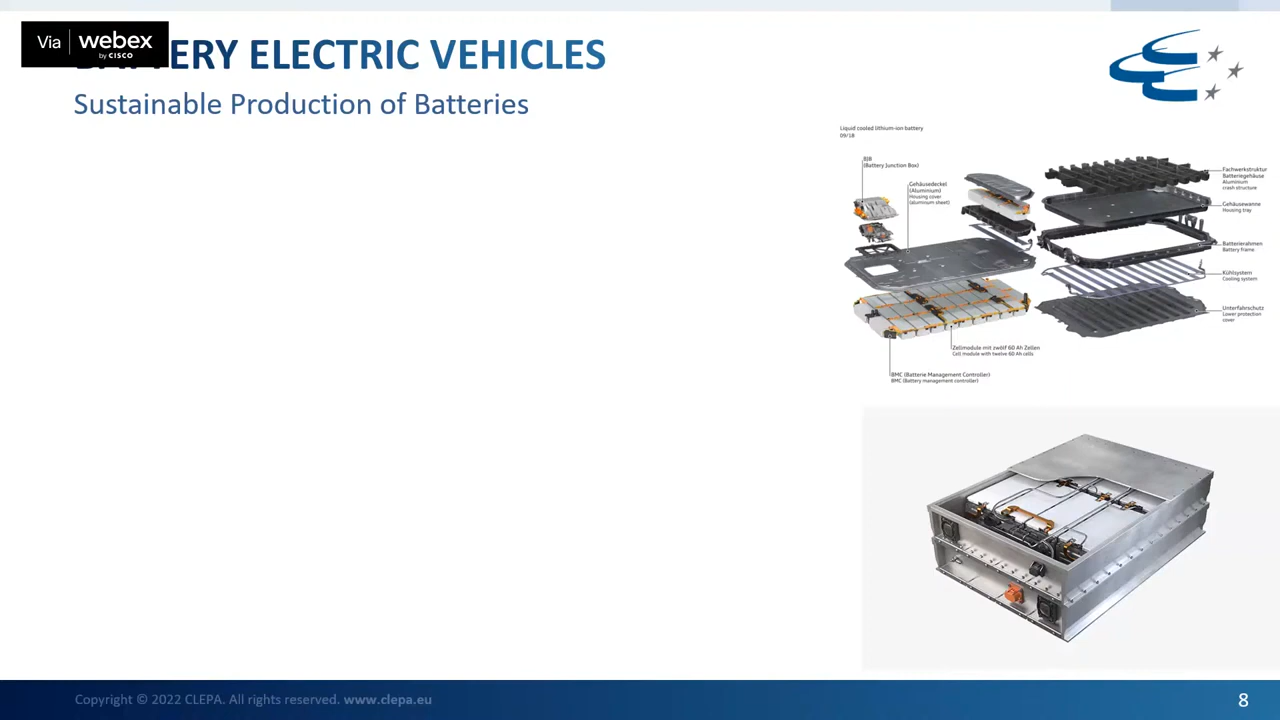 Via webex
by CISCO
BATTERY ELECTRIC VEHICLES
Sustainable Production of Batteries
Liquid cooled lithium-ion battery
09/18
BJB
(Battery Junction Box)
Gehäusedeckel
(Aluminium)
Housing cover
(aluminum sheet)
Fachwerkstruktur
Batteriegehäuse
Aluminium
crash structure
Gehäusewanne
Housing tray
Batterierahmen
Battery frame
Kühlsystem
Cooling system
Unterfahrschutz
Lower protection
cover
Zellmodule mit zwölf 60 Ah Zellen
Cell module with twelve 60 Ah cells
BMC (Batterie Management Controller)
BMC (Battery management controller)
Copyright © 2022 CLEPA. All rights reserved. www.clepa.eu
8